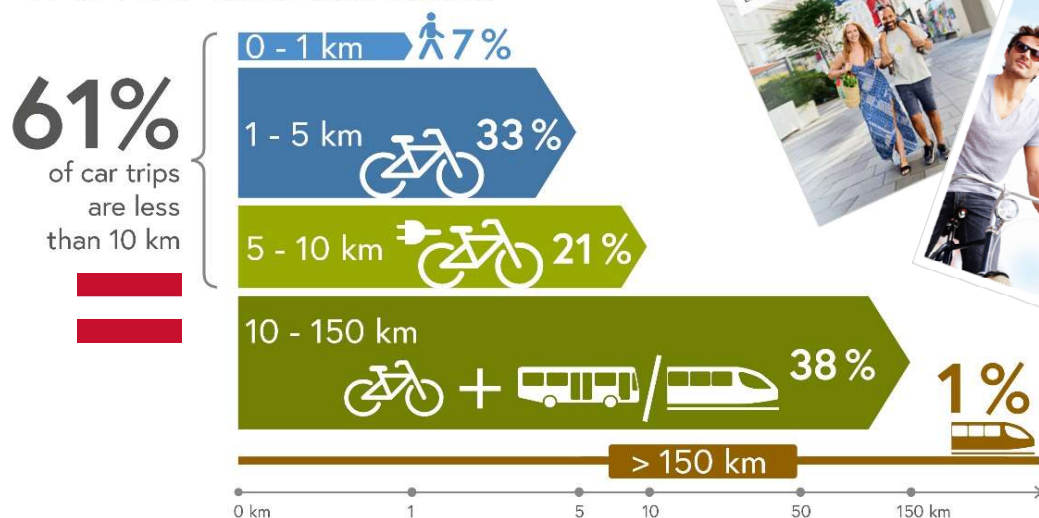 0 - 1 km 7 %
61%
of car trips
are less
than 10 km
1 - 5 km 33 %
5 - 10 km 21 %
10 - 150 km
38 %
1 %
> 150 km
0 km 1 5 10 50 150 km